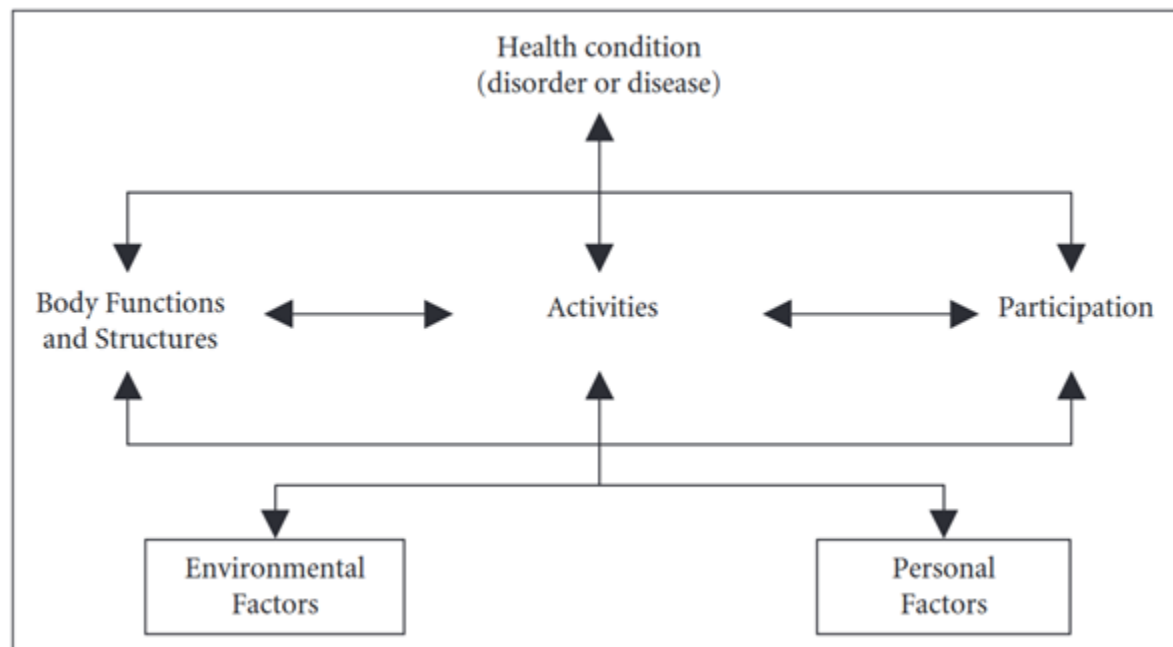 Health condition
(disorder or disease)
Body Functions
and Structures
Activities
Participation
Environmental
Factors
Personal
Factors